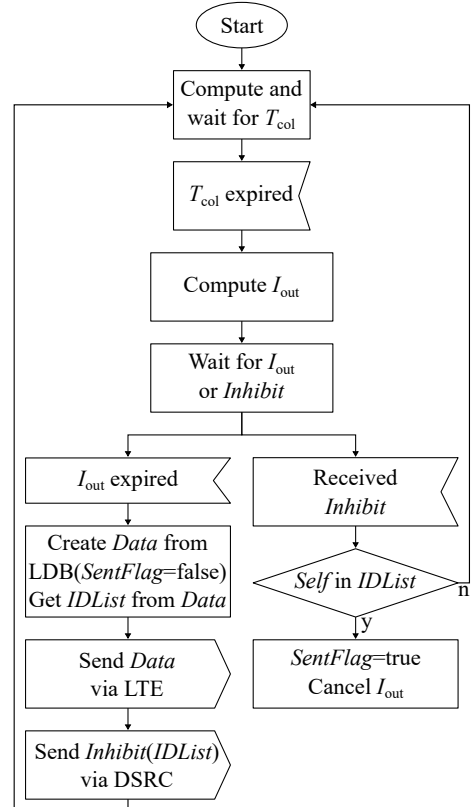 Start
Compute and
wait for T_col
T_col expired
Compute I_out
Wait for I_out
or Inhibit
I_out expired
Received
Inhibit
Create Data from
LDB(SentFlag=false)
Get IDList from Data
Self in IDList
n
y
Send Data
via LTE
SentFlag=true
Cancel I_out
Send Inhibit(IDList)
via DSRC